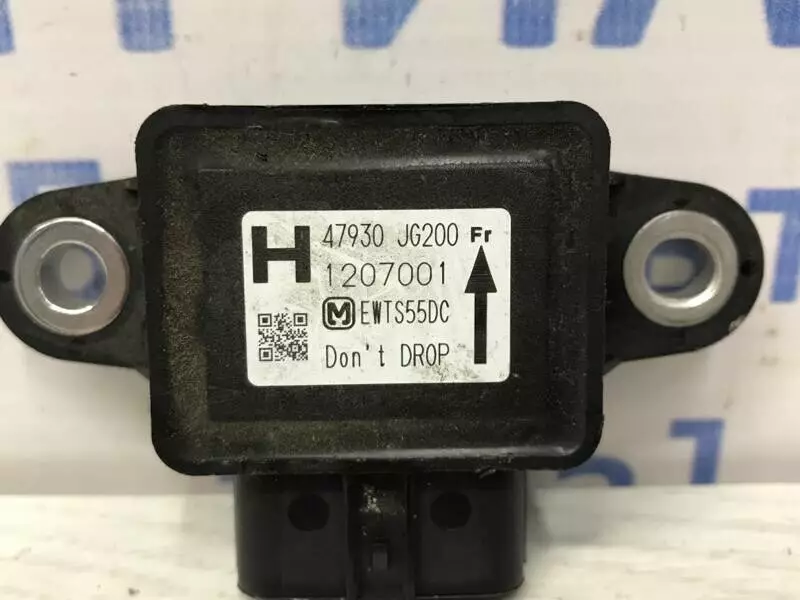 H 47930 JG200 Fr
1207001
M EWTS55DC
Don't DROP